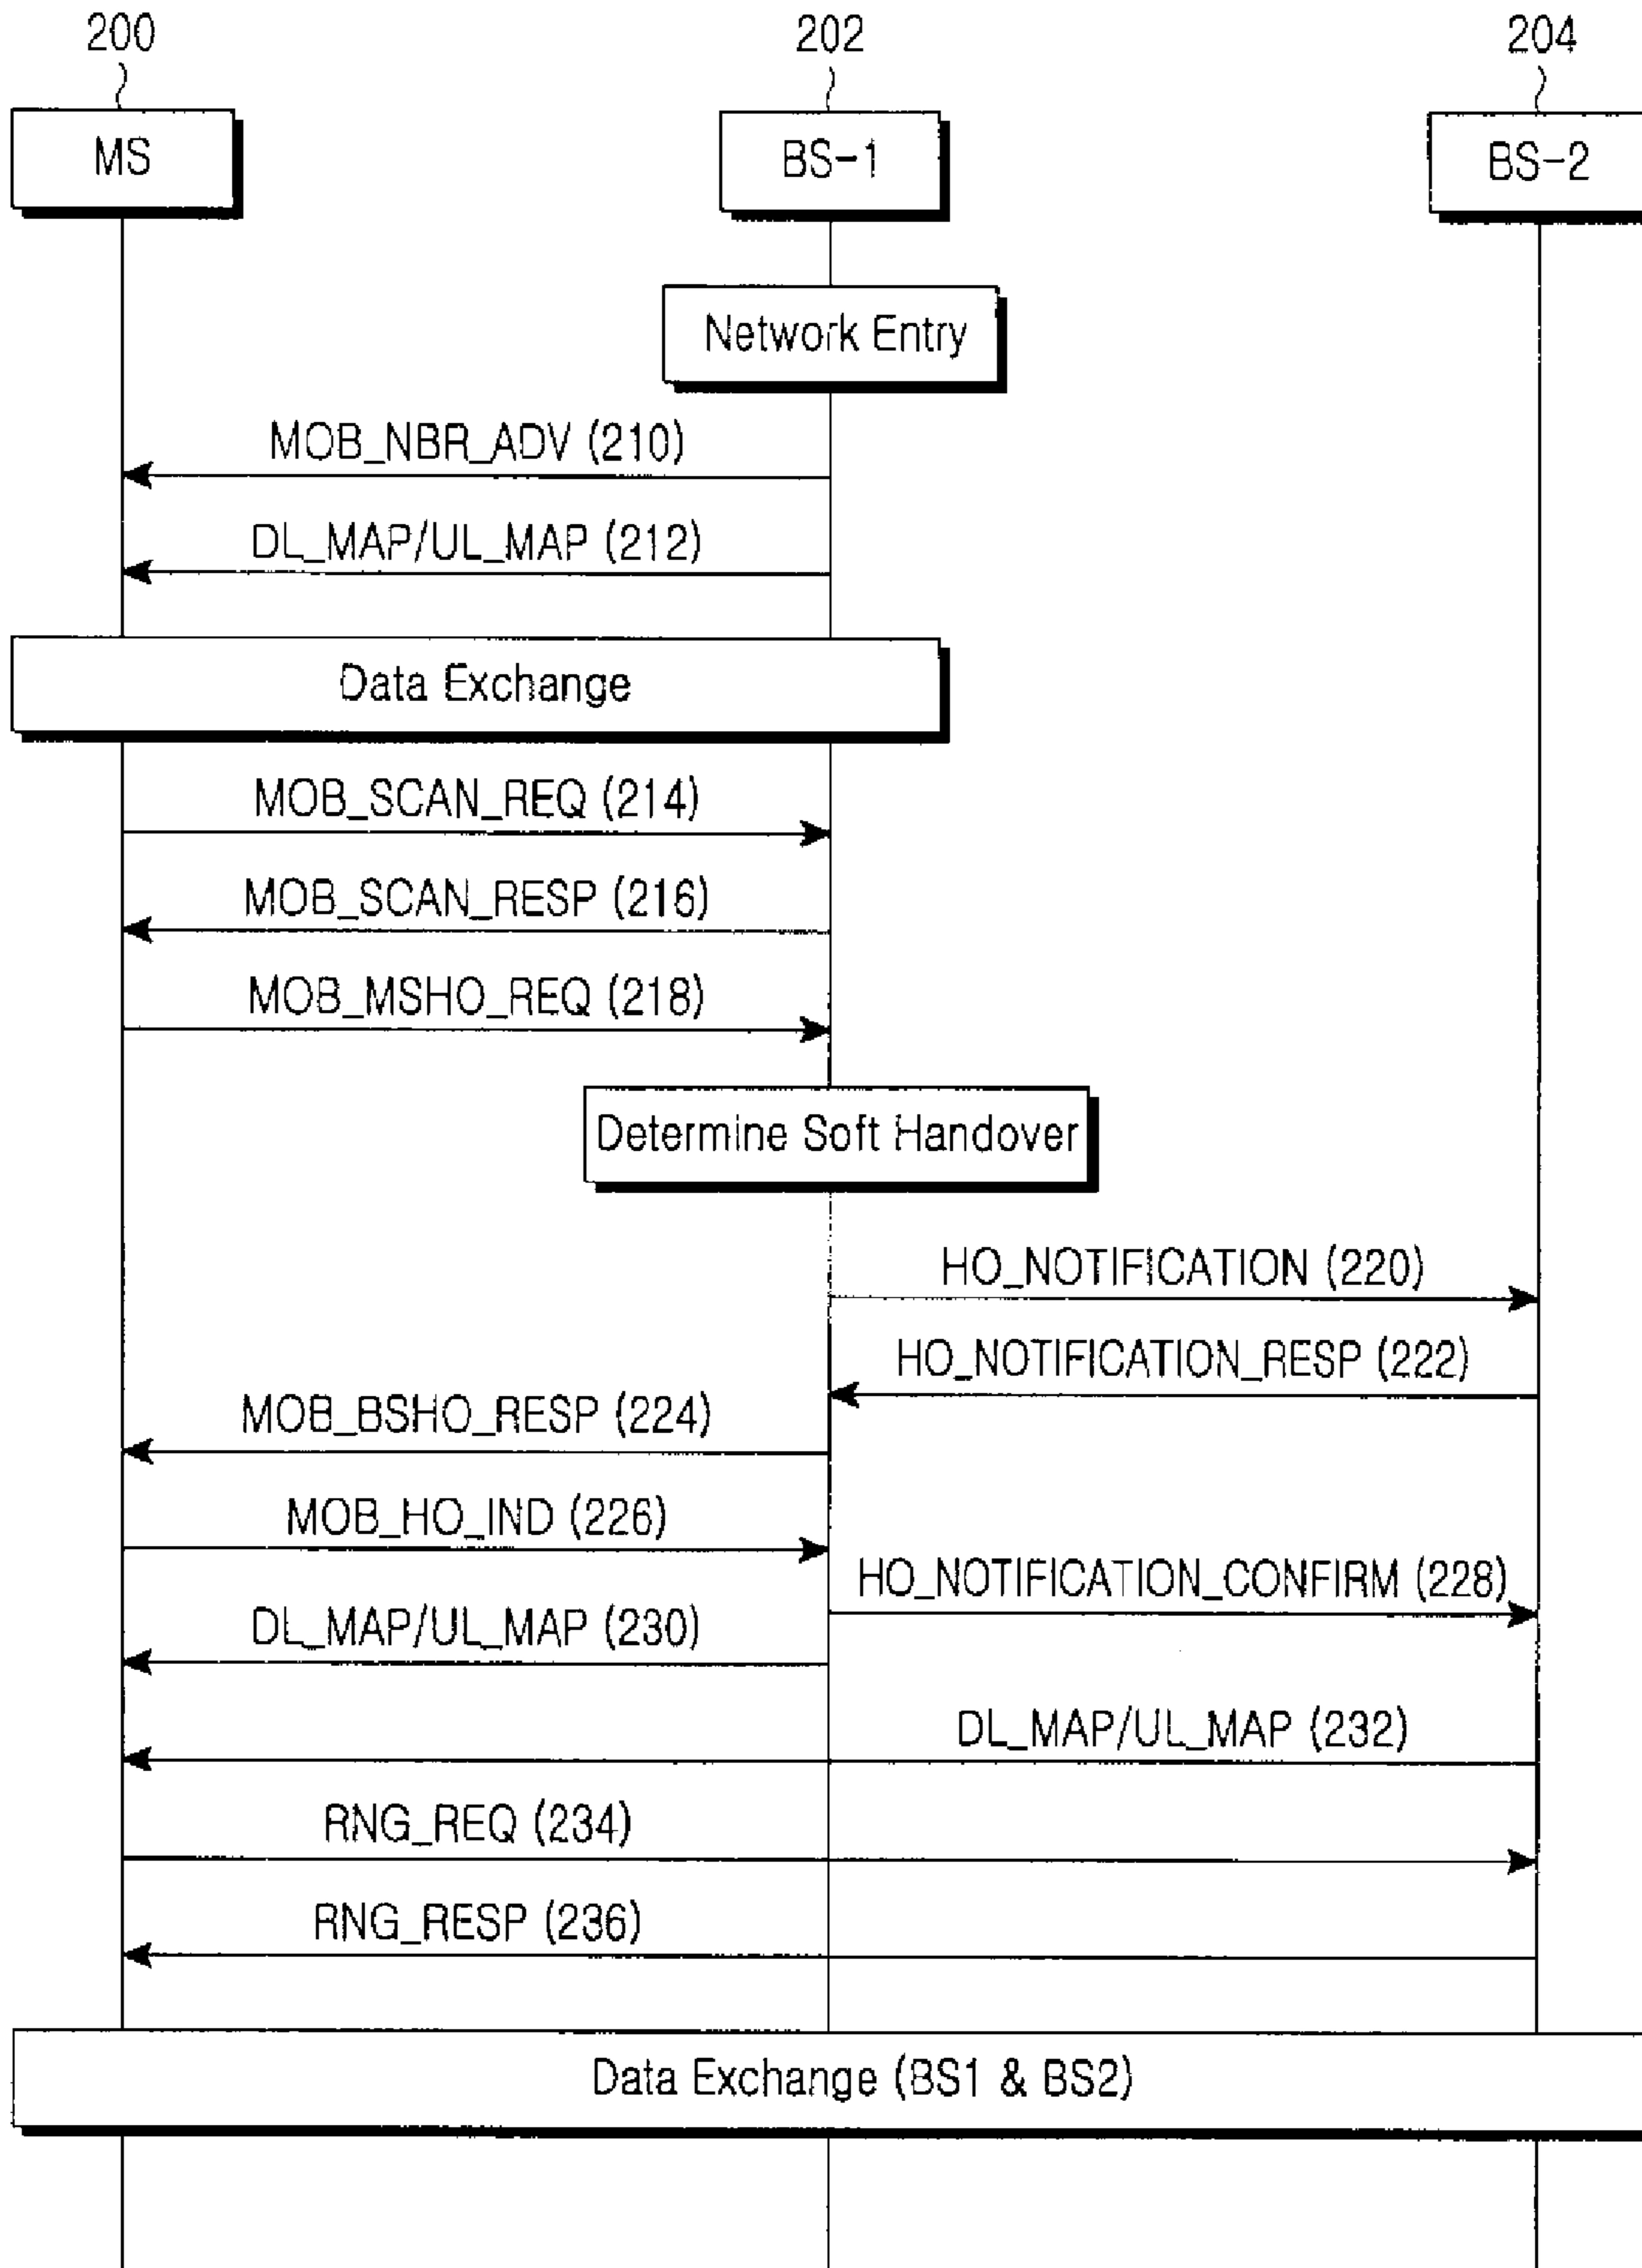 200 202 204
MS BS-1 BS-2
Network Entry
MOB_NBR_ADV (210)
DL_MAP/UL_MAP (212)
Data Exchange
MOB_SCAN_REQ (214)
MOB_SCAN_RESP (216)
MOB_MSHO_REQ (218)
Determine Soft Handover
HO_NOTIFICATION (220)
HO_NOTIFICATION_RESP (222)
MOB_BSHO_RESP (224)
MOB_HO_IND (226)
HO_NOTIFICATION_CONFIRM (228)
DL_MAP/UL_MAP (230)
DL_MAP/UL_MAP (232)
RNG_REQ (234)
RNG_RESP (236)
Data Exchange (BS1 & BS2)